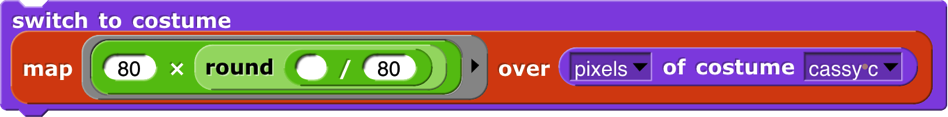 switch to costume
map 80 × round / 80 over pixels of costume cassy c